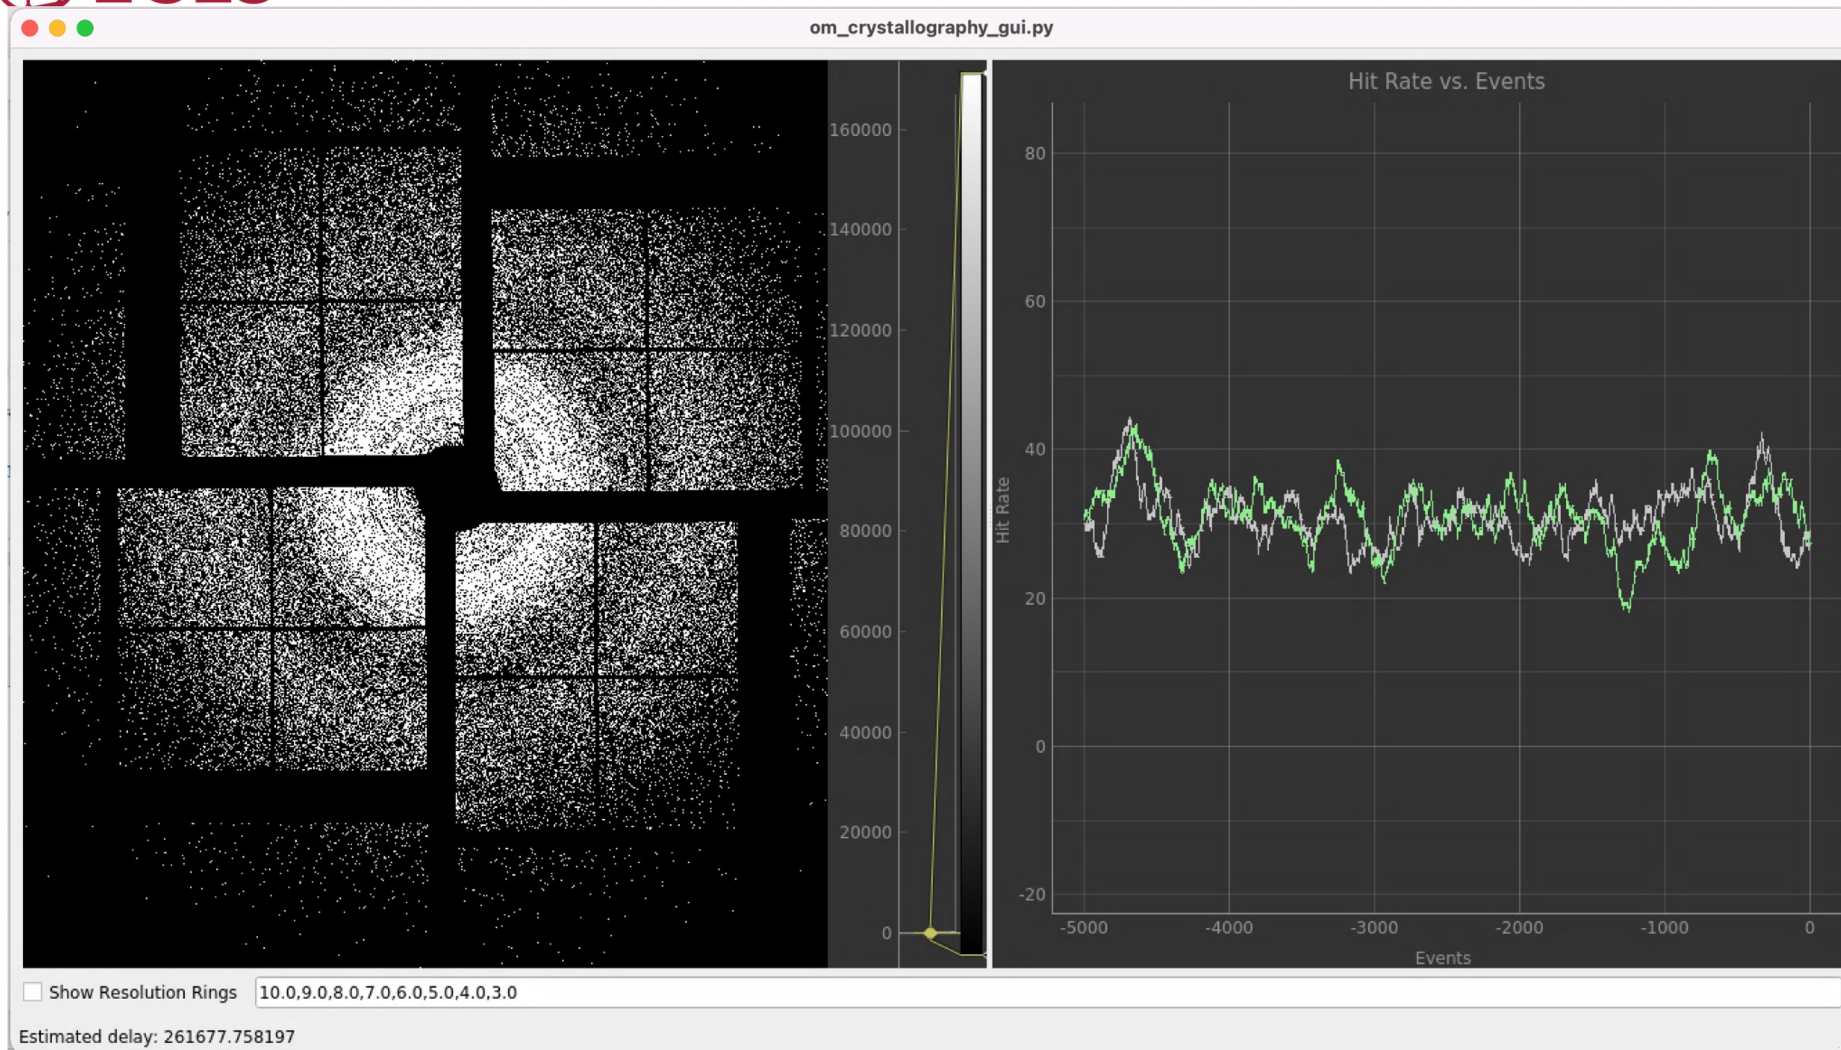 om_crystallography_gui.py
160000
140000
120000
100000
80000
60000
40000
20000
0
Hit Rate vs. Events
80
60
40
20
0
-20
Hit Rate
-5000 -4000 -3000 -2000 -1000 0
Events
Show Resolution Rings 10.0,9.0,8.0,7.0,6.0,5.0,4.0,3.0
Estimated delay: 261677.758197